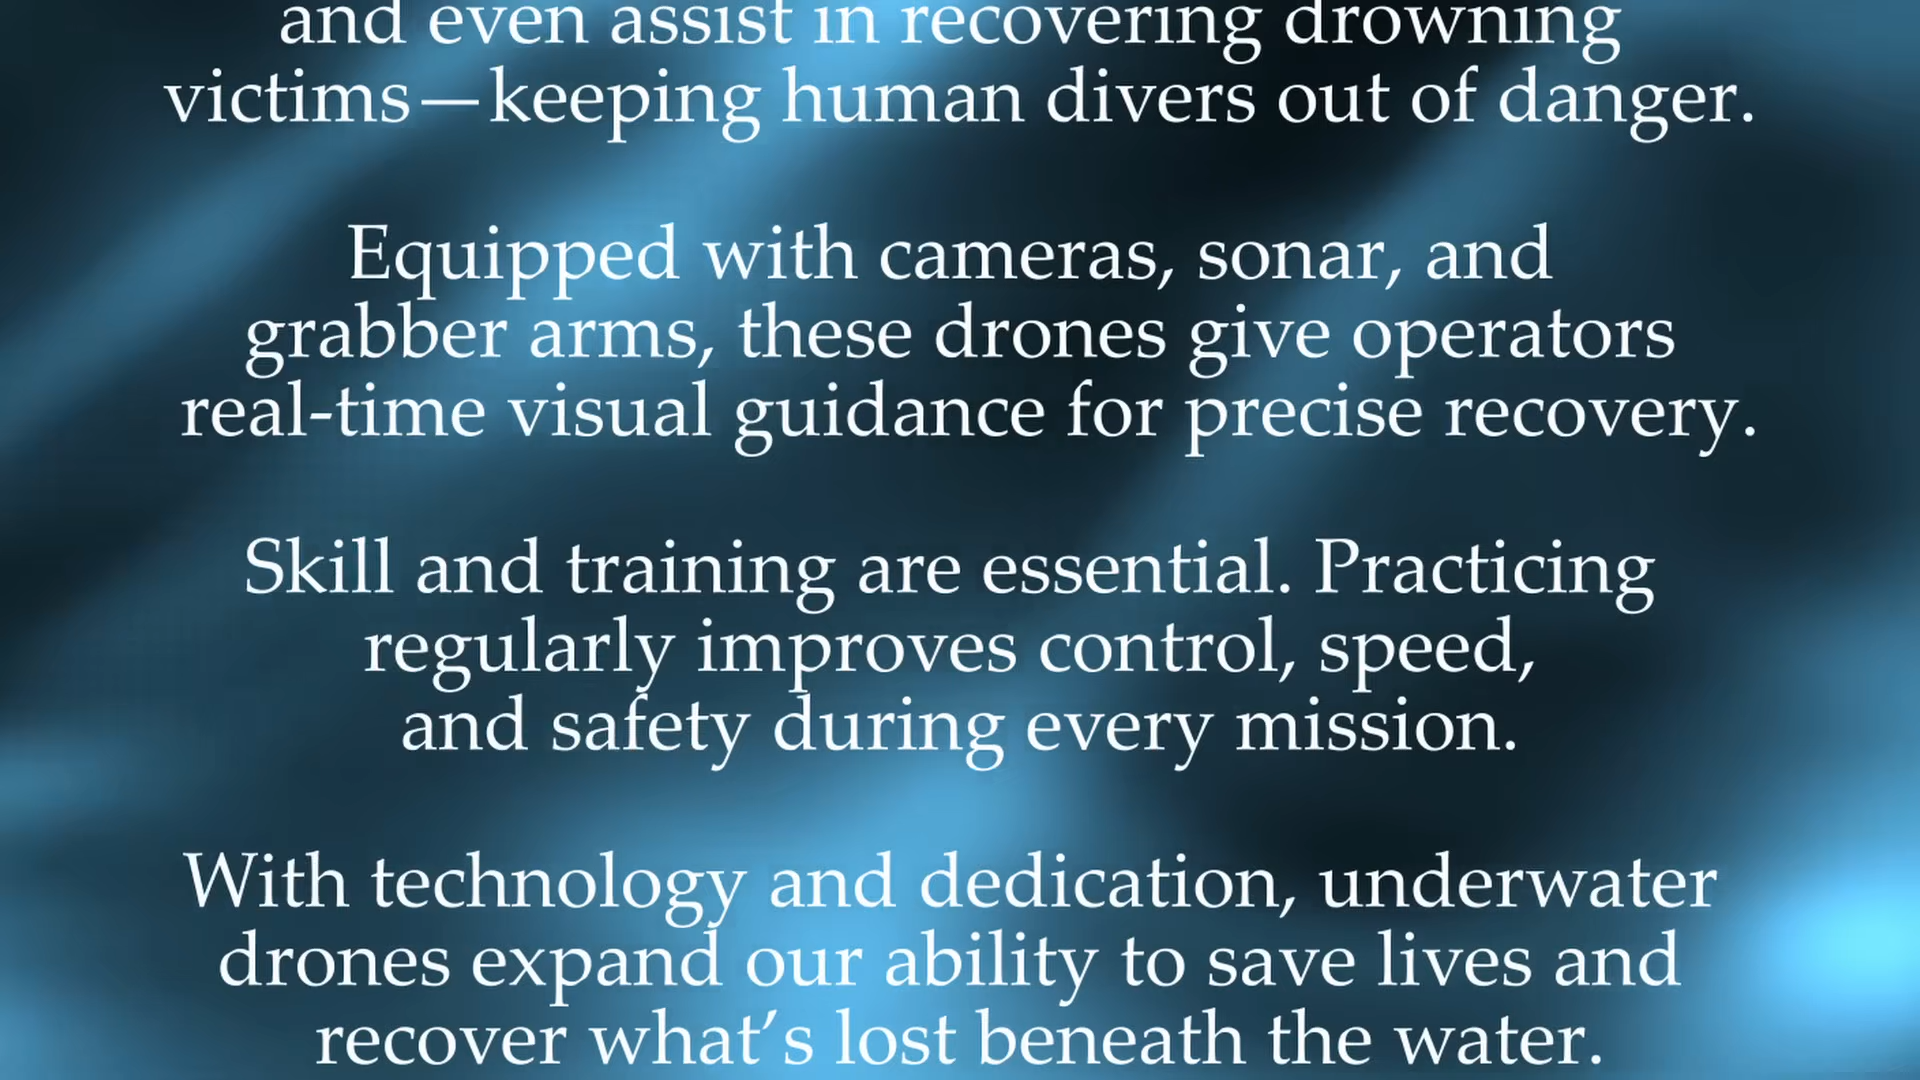 and even assist in recovering drowning
victims—keeping human divers out of danger.
Equipped with cameras, sonar, and
grabber arms, these drones give operators
real-time visual guidance for precise recovery.
Skill and training are essential. Practicing
regularly improves control, speed,
and safety during every mission.
With technology and dedication, underwater
drones expand our ability to save lives and
recover what’s lost beneath the water.